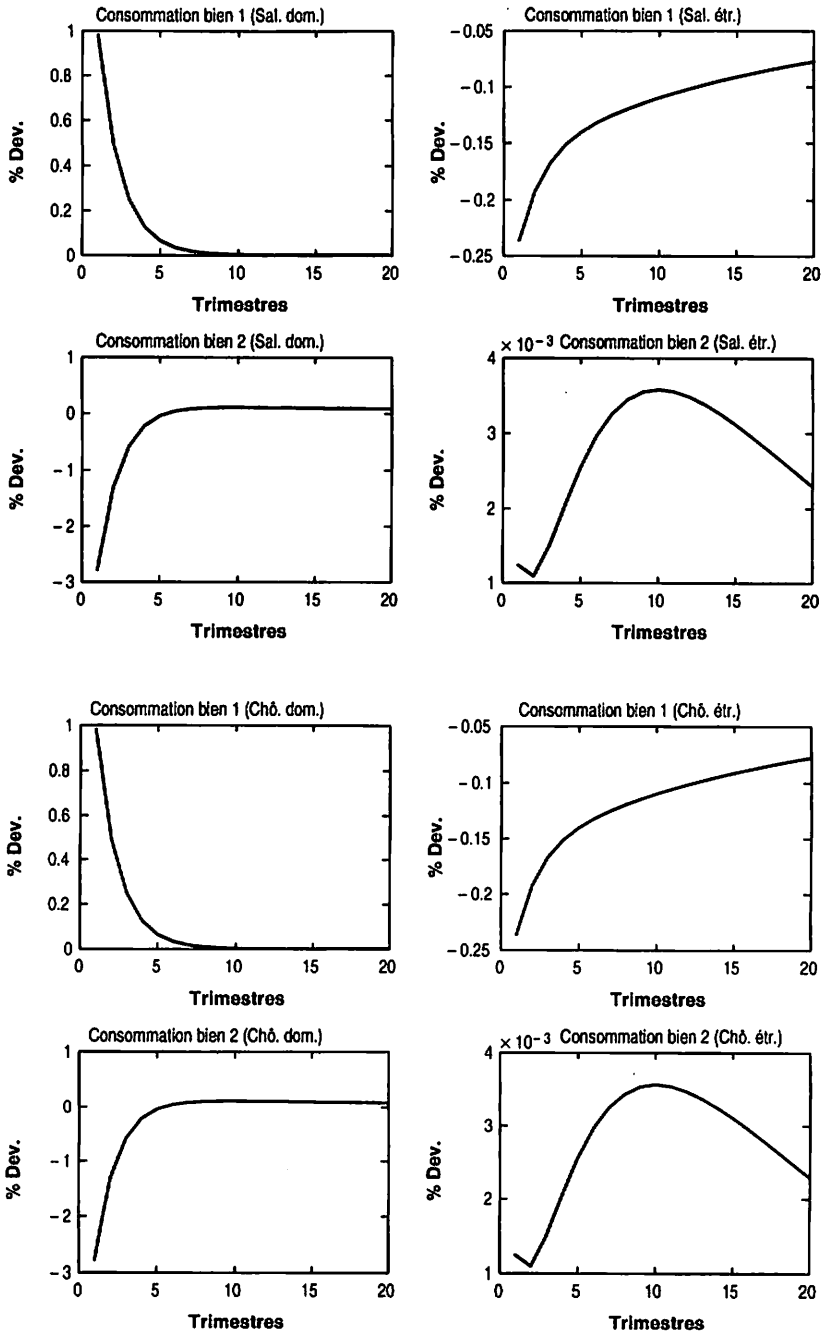 Consommation bien 1 (Sal. dom.)
% Dev.
1
0.8
0.6
0.4
0.2
0
0 5 10 15 20
Trimestres
Consommation bien 1 (Sal. étr.)
% Dev.
−0.05
−0.1
−0.15
−0.2
−0.25
0 5 10 15 20
Trimestres
Consommation bien 2 (Sal. dom.)
% Dev.
1
0
−1
−2
−3
0 5 10 15 20
Trimestres
× 10−3 Consommation bien 2 (Sal. étr.)
% Dev.
4
3
2
1
0 5 10 15 20
Trimestres
Consommation bien 1 (Chô. dom.)
% Dev.
1
0.8
0.6
0.4
0.2
0
0 5 10 15 20
Trimestres
Consommation bien 1 (Chô. étr.)
% Dev.
−0.05
−0.1
−0.15
−0.2
−0.25
0 5 10 15 20
Trimestres
Consommation bien 2 (Chô. dom.)
% Dev.
1
0
−1
−2
−3
0 5 10 15 20
Trimestres
× 10−3 Consommation bien 2 (Chô. étr.)
% Dev.
4
3
2
1
0 5 10 15 20
Trimestres